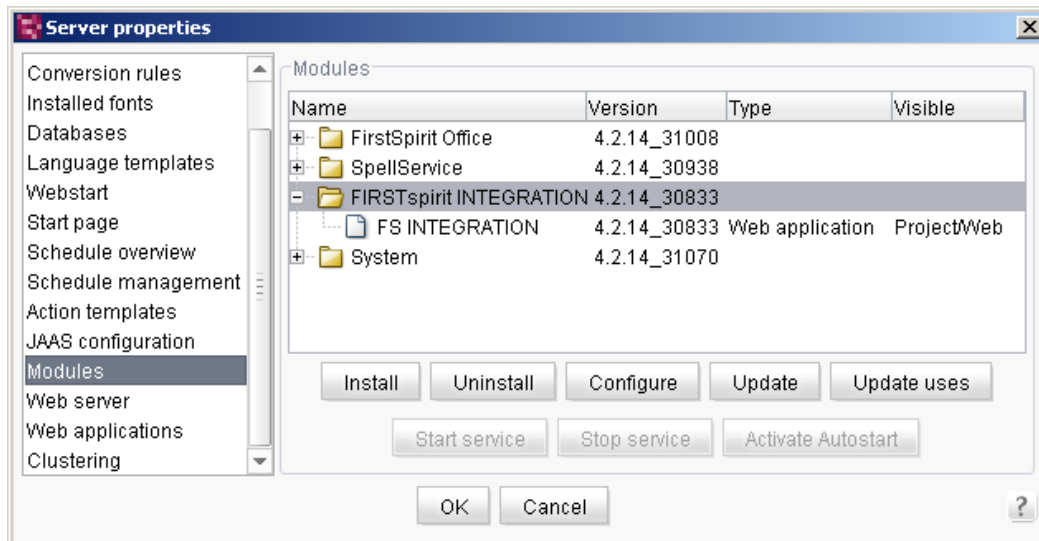 Server properties
Conversion rules
Installed fonts
Databases
Language templates
Webstart
Start page
Schedule overview
Schedule management
Action templates
JAAS configuration
Modules
Web server
Web applications
Clustering
Modules
Name Version Type Visible
FirstSpirit Office 4.2.14_31008
SpellService 4.2.14_30938
FIRSTspirit INTEGRATION 4.2.14_30833
FS INTEGRATION 4.2.14_30833 Web application Project/Web
System 4.2.14_31070
Install Uninstall Configure Update Update uses
Start service Stop service Activate Autostart
OK Cancel ?